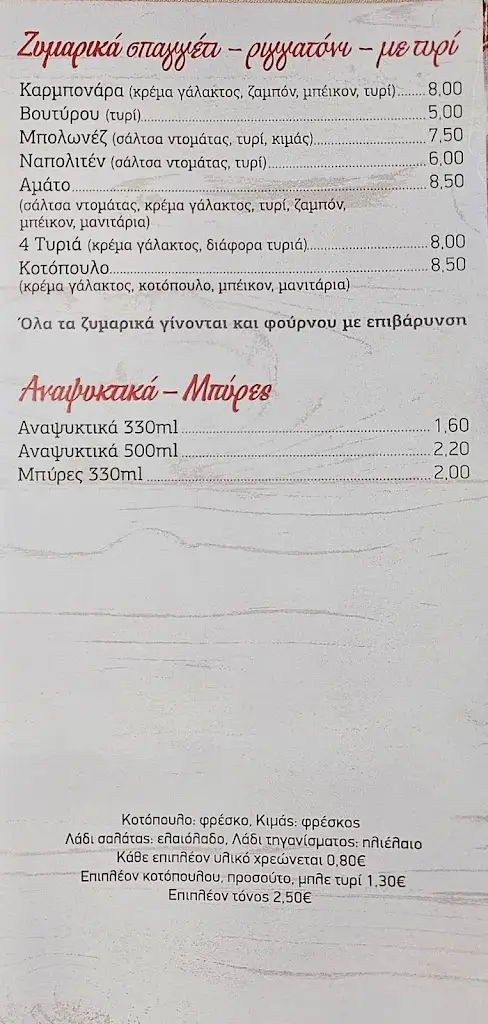 Ζυμαρικά σπαγγέτι – ριγγατόνι – με τυρί
Καρμπονάρα (κρέμα γάλακτος, ζαμπόν, μπέικον, τυρί)......8,00
Βουτύρου (τυρί)......5,00
Μπολωνέζ (σάλτσα ντομάτας, τυρί, κιμάς)......7,50
Ναπολιτέν (σάλτσα ντομάτας, τυρί)......6,00
Αμάτο......8,50
(σάλτσα ντομάτας, κρέμα γάλακτος, τυρί, ζαμπόν,
μπέικον, μανιτάρια)
4 Τυριά (κρέμα γάλακτος, διάφορα τυριά)......8,00
Κοτόπουλο......8,50
(κρέμα γάλακτος, κοτόπουλο, μπέικον, μανιτάρια)
Όλα τα ζυμαρικά γίνονται και φούρνου με επιβάρυνση
Αναψυκτικά – Μπύρες
Αναψυκτικά 330ml......1,60
Αναψυκτικά 500ml......2,20
Μπύρες 330ml......2,00
Κοτόπουλο: φρέσκο, Κιμάς: φρέσκος
Λάδι σαλάτας: ελαιόλαδο, Λάδι τηγανίσματος: ηλιέλαιο
Κάθε επιπλέον υλικό χρεώνεται 0,80€
Επιπλέον κοτόπουλου, προσούτο, μπλε τυρί 1,30€
Επιπλέον τόνος 2,50€